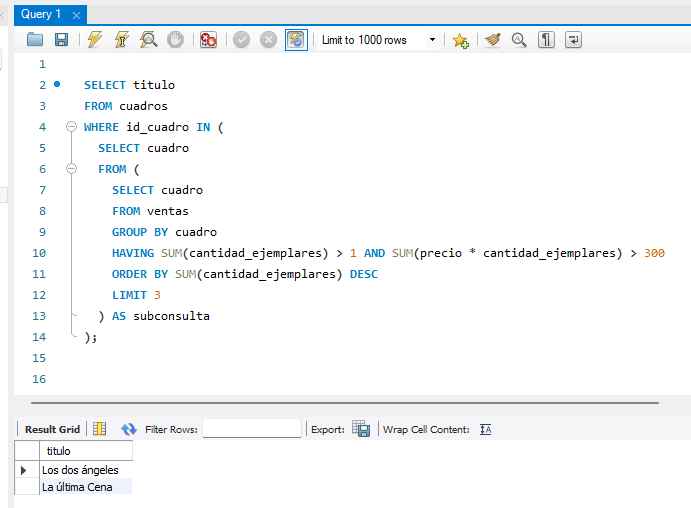 Query 1
Limit to 1000 rows
1
2 SELECT titulo
3 FROM cuadros
4 WHERE id_cuadro IN (
5 SELECT cuadro
6 FROM (
7 SELECT cuadro
8 FROM ventas
9 GROUP BY cuadro
10 HAVING SUM(cantidad_ejemplares) > 1 AND SUM(precio * cantidad_ejemplares) > 300
11 ORDER BY SUM(cantidad_ejemplares) DESC
12 LIMIT 3
13 ) AS subconsulta
14 );
15
16
Result Grid Filter Rows: Export: Wrap Cell Content:
titulo
Los dos ángeles
La última Cena